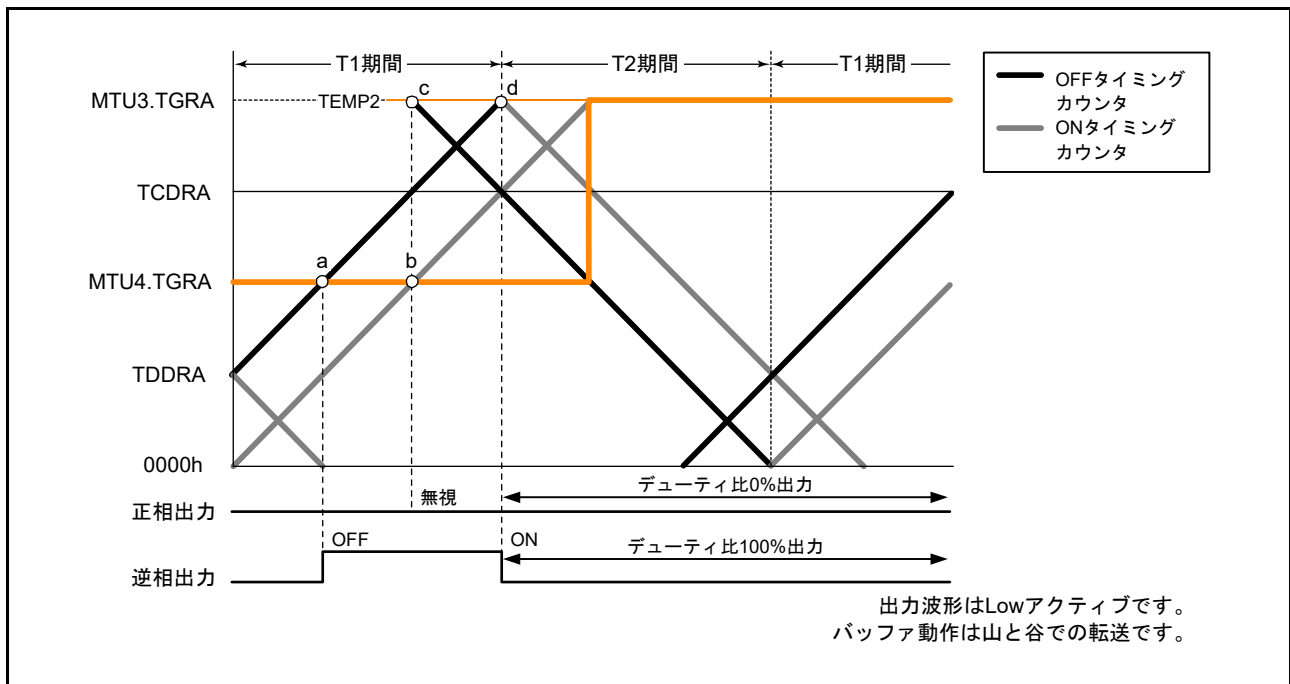 T1期間
T2期間
T1期間
OFFタイミング
カウンタ
ONタイミング
カウンタ
MTU3.TGRA
TEMP2
c
d
TCDRA
a
b
MTU4.TGRA
TDDRA
0000h
無視
デューティ比0%出力
正相出力
OFF
ON
デューティ比100%出力
逆相出力
出力波形はLowアクティブです。
バッファ動作は山と谷での転送です。